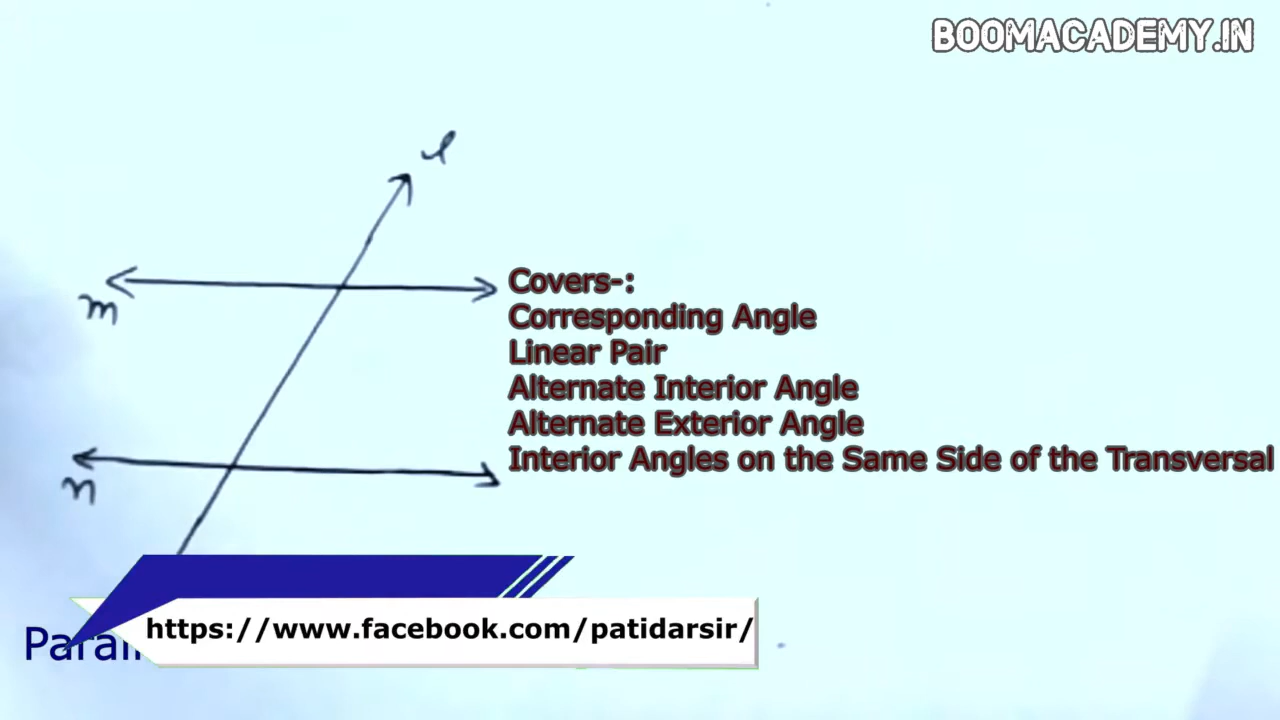 BOOMACADEMY.IN
l
m
Covers-:
Corresponding Angle
Linear Pair
Alternate Interior Angle
Alternate Exterior Angle
Interior Angles on the Same Side of the Transversal
n
https://www.facebook.com/patidarsir/